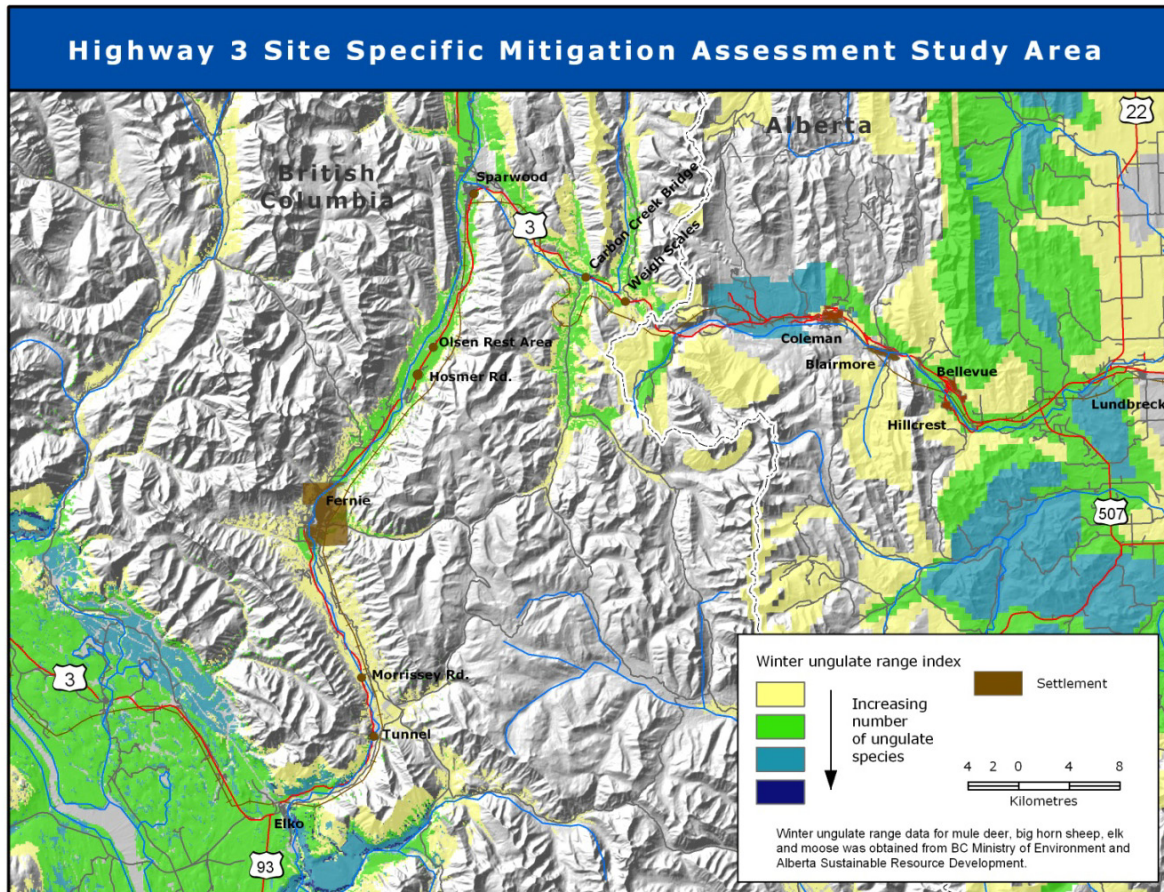 Highway 3 Site Specific Mitigation Assessment Study Area
22
Alberta
British
Columbia
Sparwood
3
Carbon Creek Bridge
Weigh Scales
Olsen Rest Area
Hosmer Rd.
Coleman
Blairmore
Bellevue
Lundbreck
Hillcrest
Fernie
507
Morrissey Rd.
3
Tunnel
Elko
93
Winter ungulate range index
Settlement
Increasing
number
of ungulate
species
4 2 0 4 8
Kilometres
Winter ungulate range data for mule deer, big horn sheep, elk
and moose was obtained from BC Ministry of Environment and
Alberta Sustainable Resource Development.